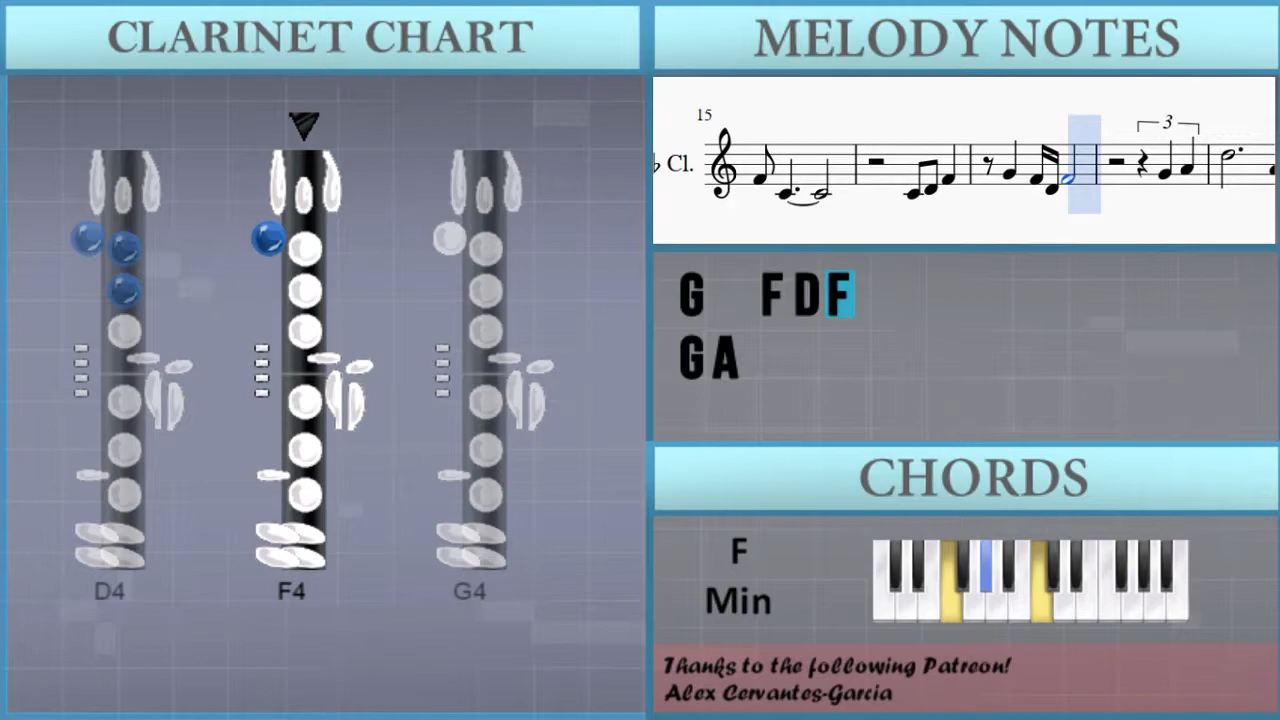 CLARINET CHART
D4 F4 G4
MELODY NOTES
15
3
Cl.
G F D F
G A
CHORDS
F
Min
Thanks to the following Patreon!
Alex Cervantes-Garcia